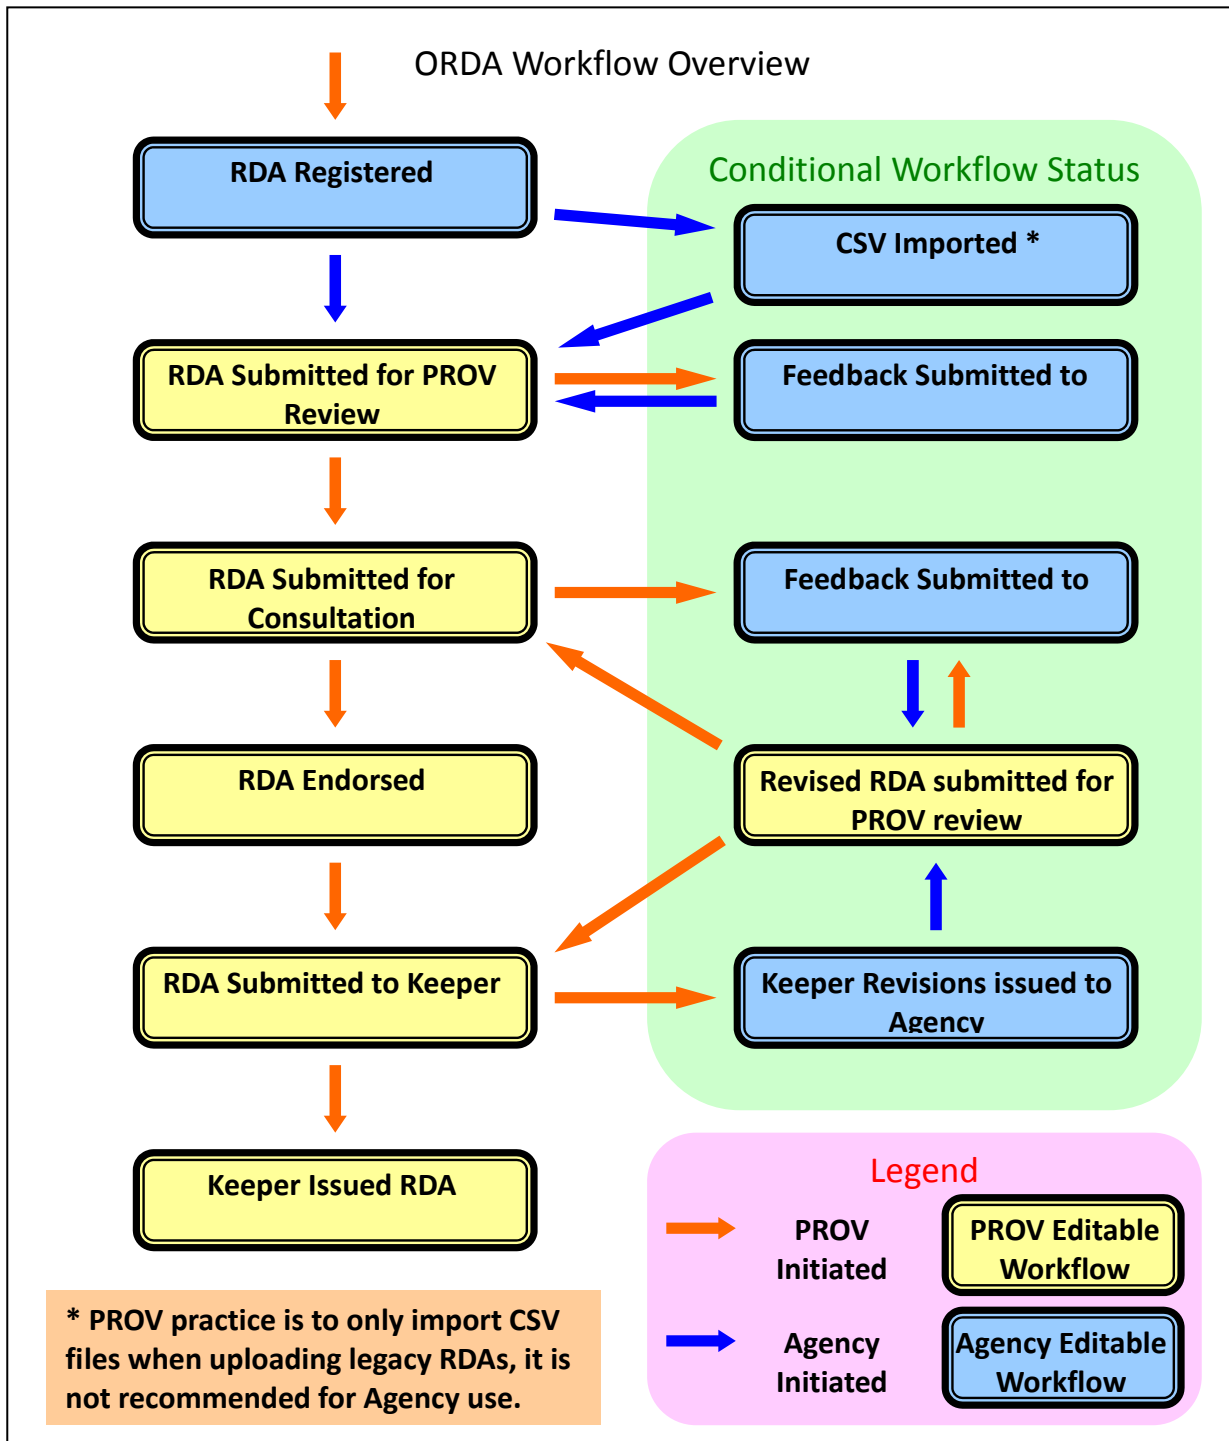 ORDA Workflow Overview
RDA Registered
Conditional Workflow Status
CSV Imported *
RDA Submitted for PROV
Review
Feedback Submitted to
RDA Submitted for
Consultation
Feedback Submitted to
RDA Endorsed
Revised RDA submitted for
PROV review
RDA Submitted to Keeper
Keeper Revisions issued to
Agency
Keeper Issued RDA
Legend
PROV
Initiated
PROV Editable
Workflow
Agency
Initiated
Agency Editable
Workflow
* PROV practice is to only import CSV
files when uploading legacy RDAs, it is
not recommended for Agency use.